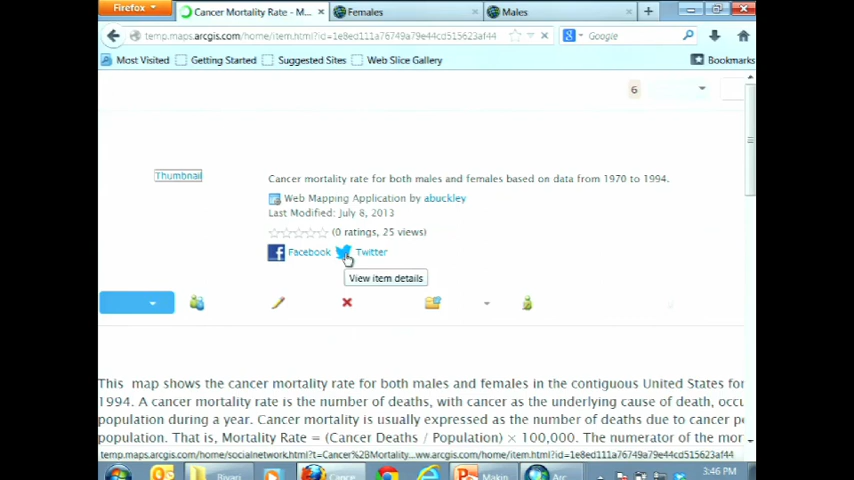 Firefox
Cancer Mortality Rate - M...
Females
Males
temp.maps.arcgis.com/home/item.html?id=1e8ed111a76749a79e44cd515623af44
Google
Most Visited
Getting Started
Suggested Sites
Web Slice Gallery
Bookmarks
6
Thumbnail
Cancer mortality rate for both males and females based on data from 1970 to 1994.
Web Mapping Application by abuckley
Last Modified: July 8, 2013
(0 ratings, 25 views)
Facebook
Twitter
View item details
This map shows the cancer mortality rate for both males and females in the contiguous United States for
1994. A cancer mortality rate is the number of deaths, with cancer as the underlying cause of death, occu
population during a year. Cancer mortality is usually expressed as the number of deaths due to cancer pe
population. That is, Mortality Rate = (Cancer Deaths / Population) × 100,000. The numerator of the mor
temp.maps.arcgis.com/home/socialnetwork.html?t=Cancer%2BMortality...ww.arcgis.com/home/item.html?id=1e8ed111a76749a79e44cd515623af44
Bivari
Cance
Makin
Arc
3:46 PM